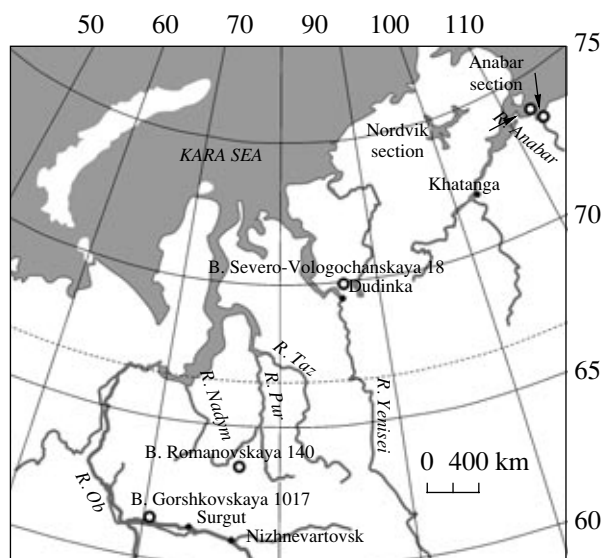 50 60 70 80 90 100 110 75
Anabar
section
R. Anabar
Nordvik
section
KARA SEA
Khatanga
70
B. Severo-Vologochanskaya 18
Dudinka
65
R. Taz
R. Nadym
R. Pur
R. Yenisei
B. Romanovskaya 140
0 400 km
R. Ob
B. Gorshkovskaya 1017
Surgut
Nizhnevartovsk
60